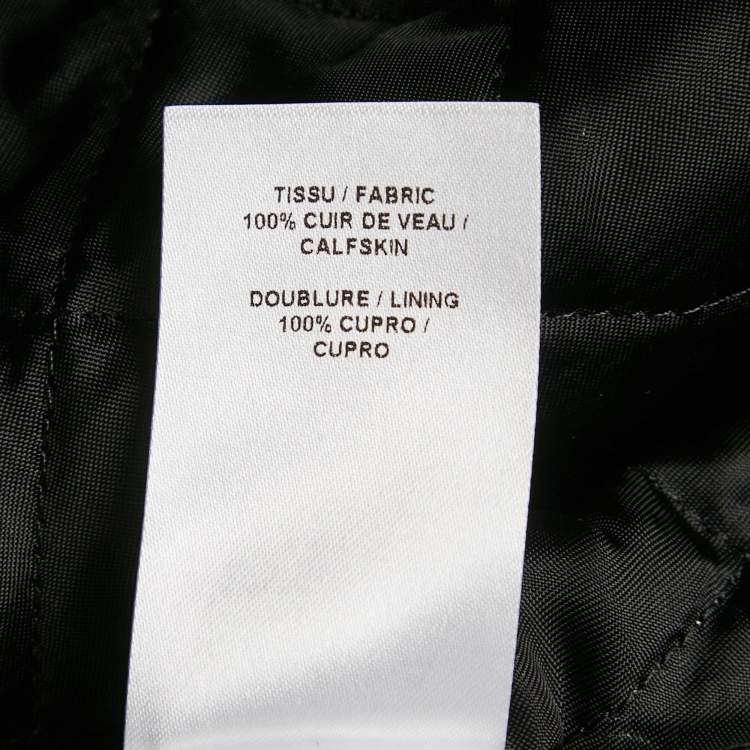 TISSU / FABRIC
100% CUIR DE VEAU /
CALFSKIN
DOUBLURE / LINING
100% CUPRO /
CUPRO